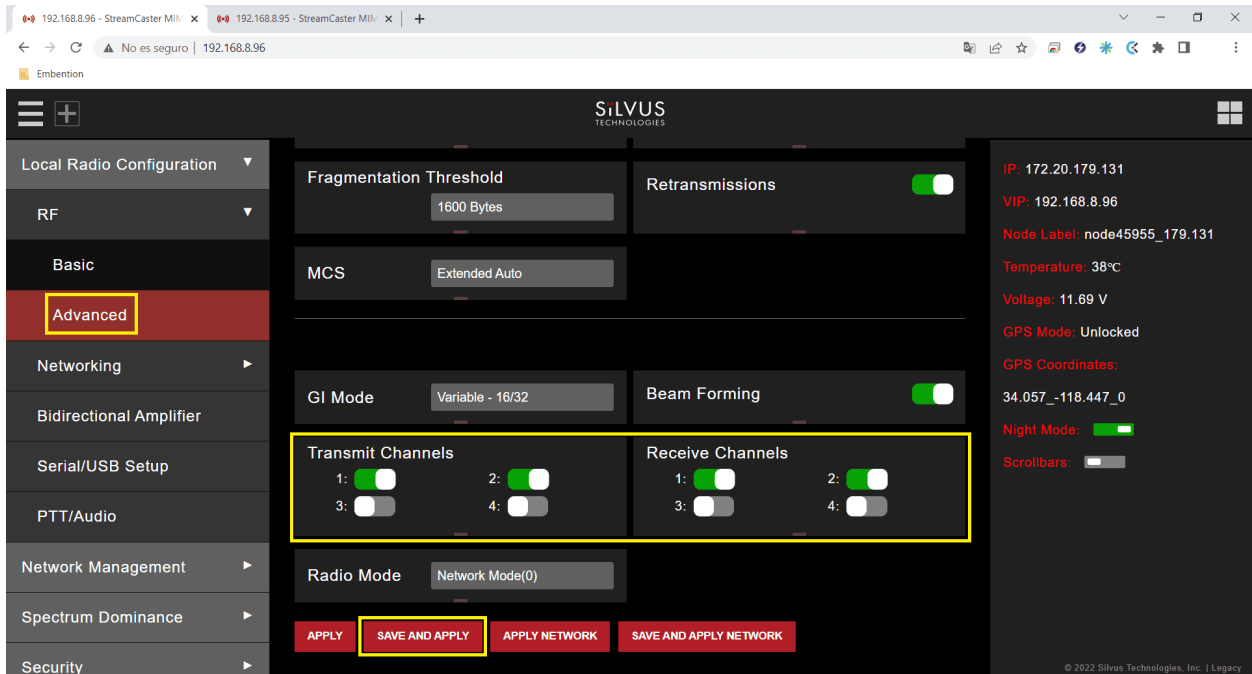 192.168.8.96 - StreamCaster MIM
192.168.8.95 - StreamCaster MIM
No es seguro | 192.168.8.96
Embention
SiLVUS
TECHNOLOGIES
Local Radio Configuration
RF
Basic
Advanced
Networking
Bidirectional Amplifier
Serial/USB Setup
PTT/Audio
Network Management
Spectrum Dominance
Security
Fragmentation Threshold
1600 Bytes
Retransmissions
MCS
Extended Auto
GI Mode
Variable - 16/32
Beam Forming
Transmit Channels
1: 2:
3: 4:
Receive Channels
1: 2:
3: 4:
Radio Mode
Network Mode(0)
APPLY
SAVE AND APPLY
APPLY NETWORK
SAVE AND APPLY NETWORK
IP: 172.20.179.131
VIP: 192.168.8.96
Node Label: node45955_179.131
Temperature: 38°C
Voltage: 11.69 V
GPS Mode: Unlocked
GPS Coordinates:
34.057_-118.447_0
Night Mode:
Scrollbars:
© 2022 Silvus Technologies, Inc. | Legacy